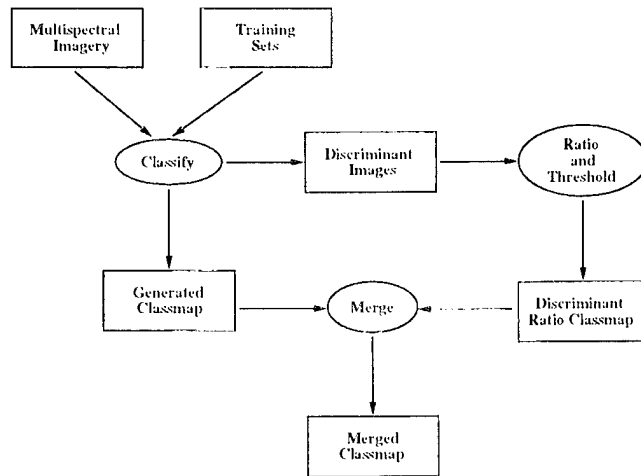 Multispectral
Imagery
Training
Sets
Classify
Discriminant
Images
Ratio
and
Threshold
Generated
Classmap
Merge
Discriminant
Ratio Classmap
Merged
Classmap